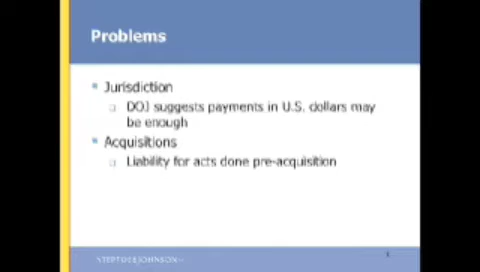 Problems
Jurisdiction
DOJ suggests payments in U.S. dollars may
be enough
Acquisitions
Liability for acts done pre-acquisition
STEPTOE & JOHNSON